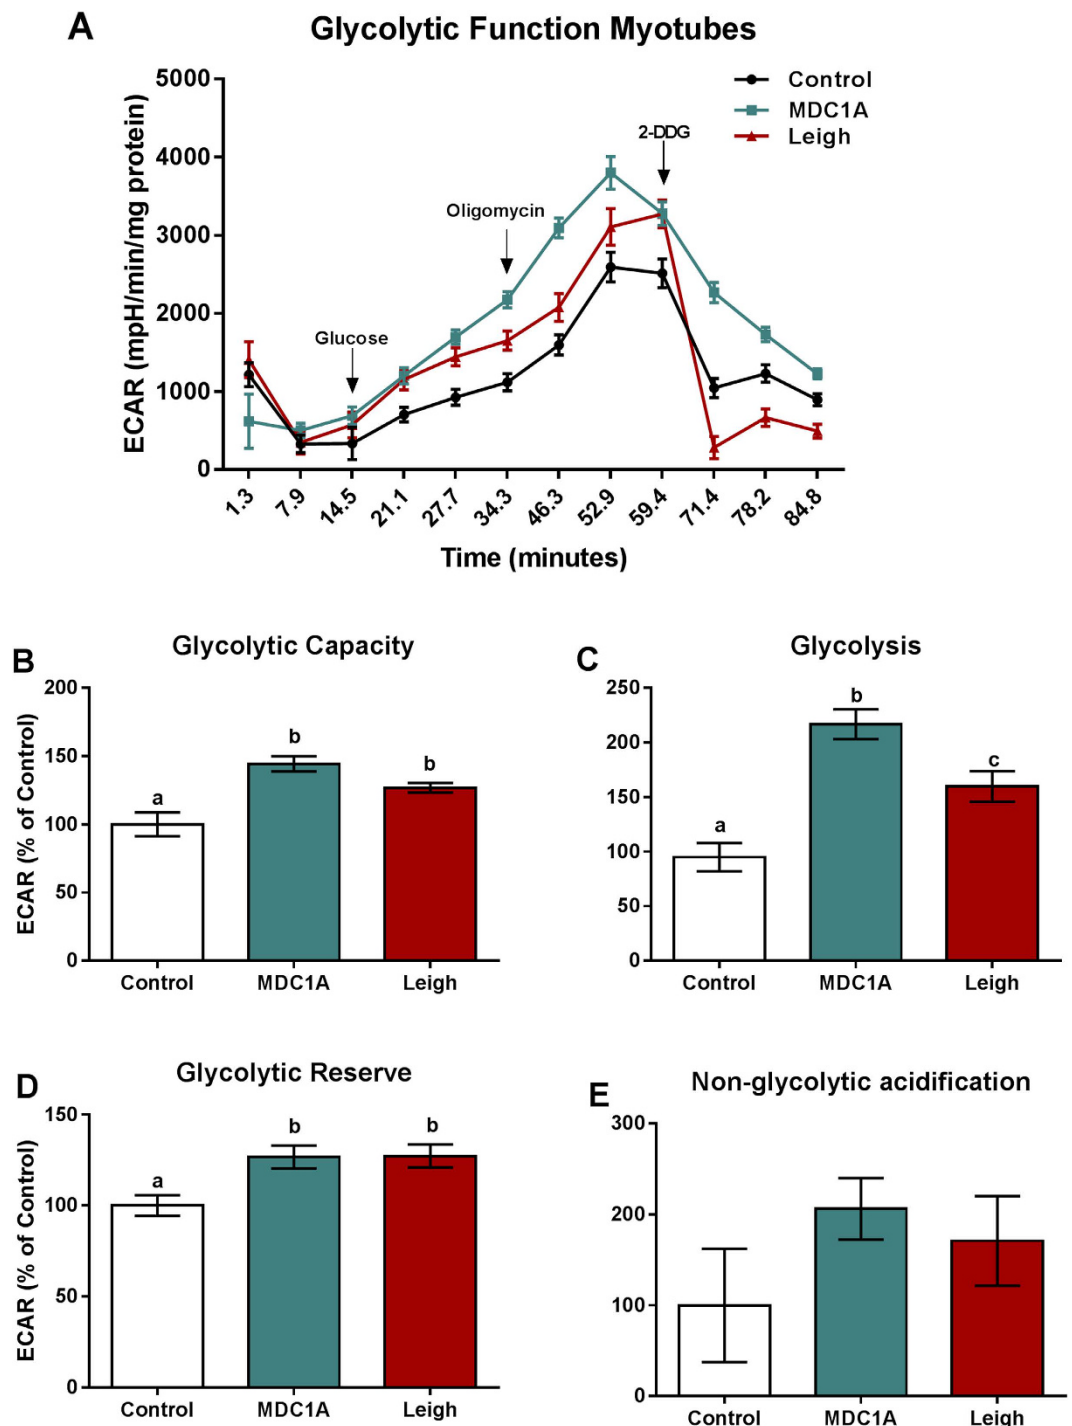 A
Glycolytic Function Myotubes
ECAR (mpH/min/mg protein)
5000
4000
3000
2000
1000
0
Control
MDC1A
Leigh
2-DDG
Oligomycin
Glucose
1.3 7.9 14.5 21.1 27.7 34.3 46.3 52.9 59.4 71.4 78.2 84.8
Time (minutes)
B
Glycolytic Capacity
ECAR (% of Control)
200
150
100
50
0
a b b
Control MDC1A Leigh
C
Glycolysis
250
200
150
100
50
0
a b c
Control MDC1A Leigh
D
Glycolytic Reserve
ECAR (% of Control)
150
100
50
0
a b b
Control MDC1A Leigh
E
Non-glycolytic acidification
300
200
100
0
Control MDC1A Leigh